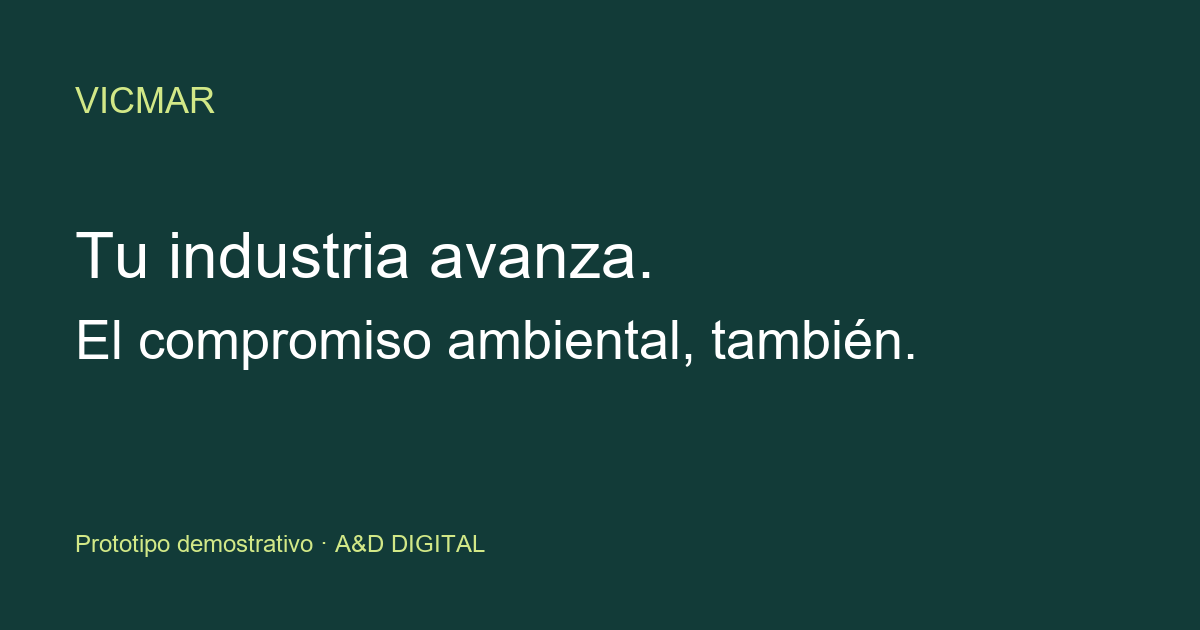 VICMAR
Tu industria avanza.
El compromiso ambiental, también.
Prototipo demostrativo · A&D DIGITAL